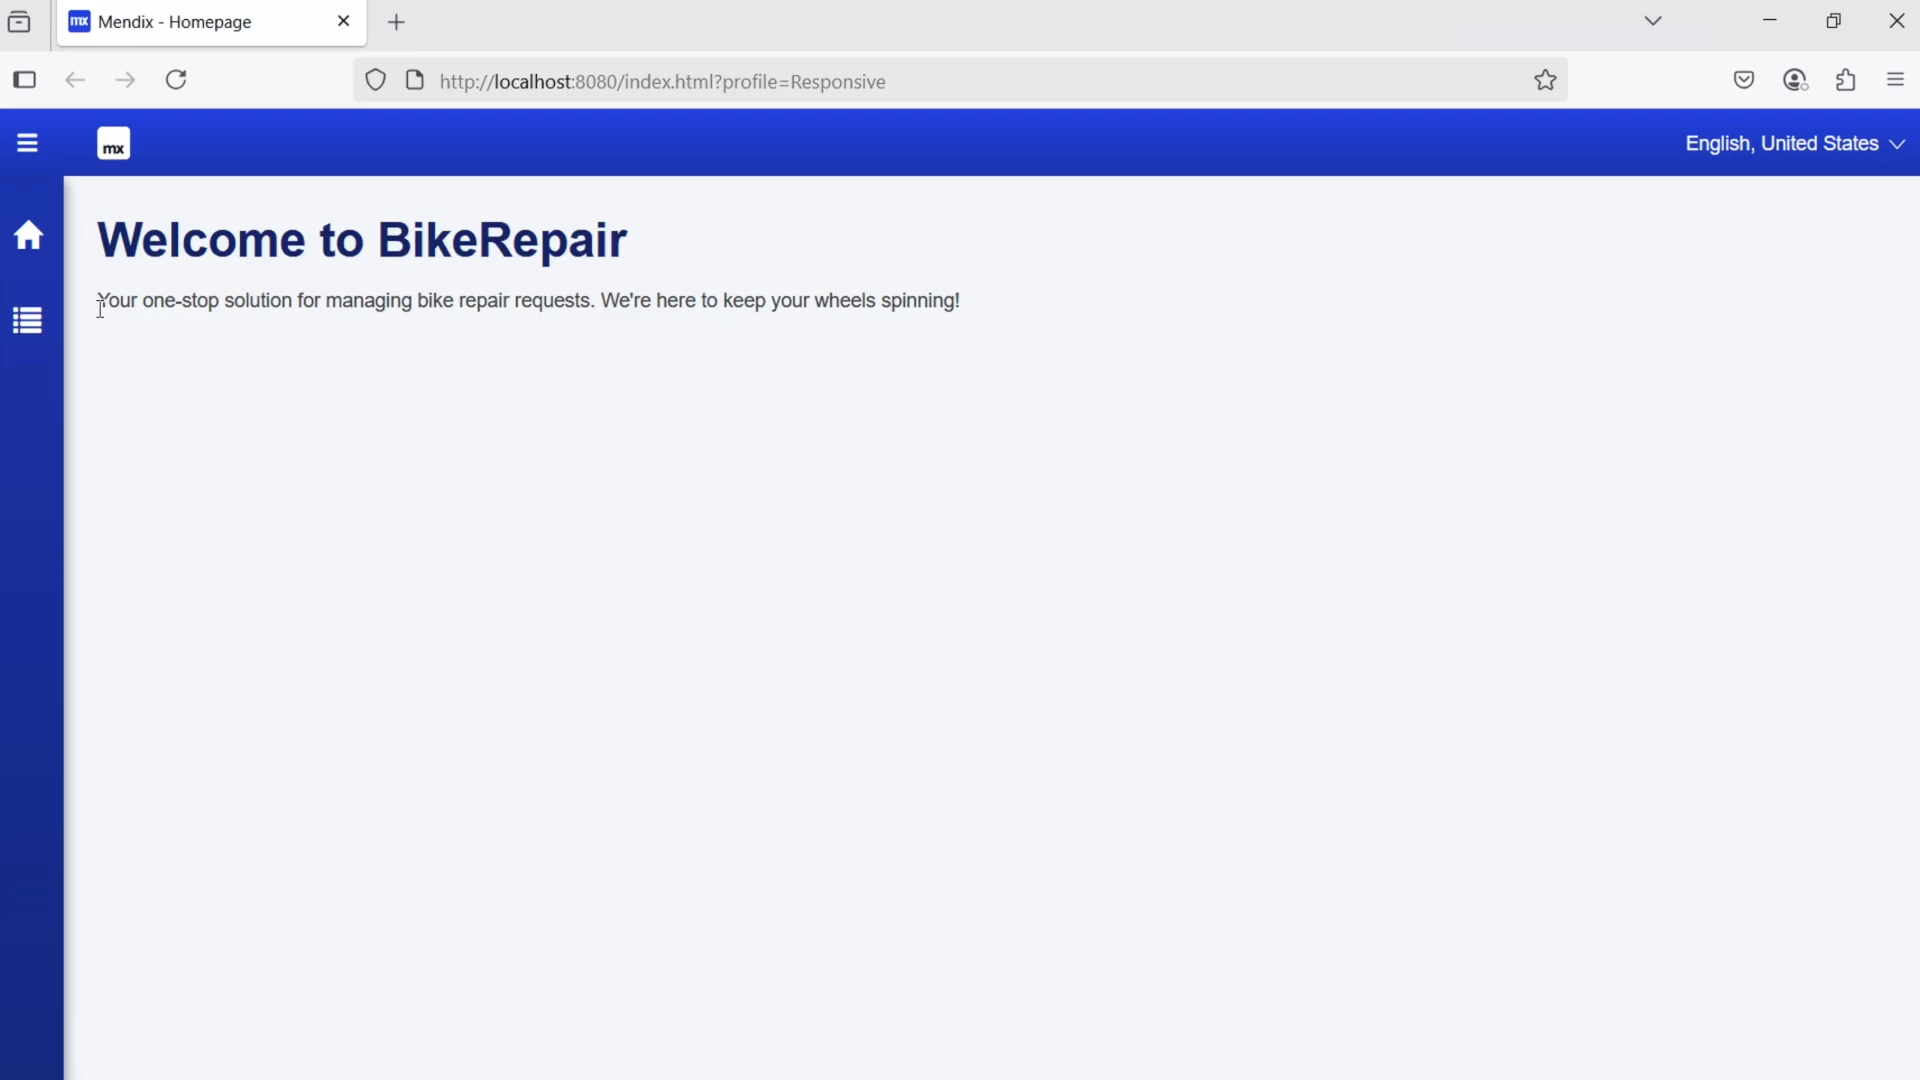 mx Mendix - Homepage
http://localhost:8080/index.html?profile=Responsive
mx
English, United States
Welcome to BikeRepair
Your one-stop solution for managing bike repair requests. We're here to keep your wheels spinning!